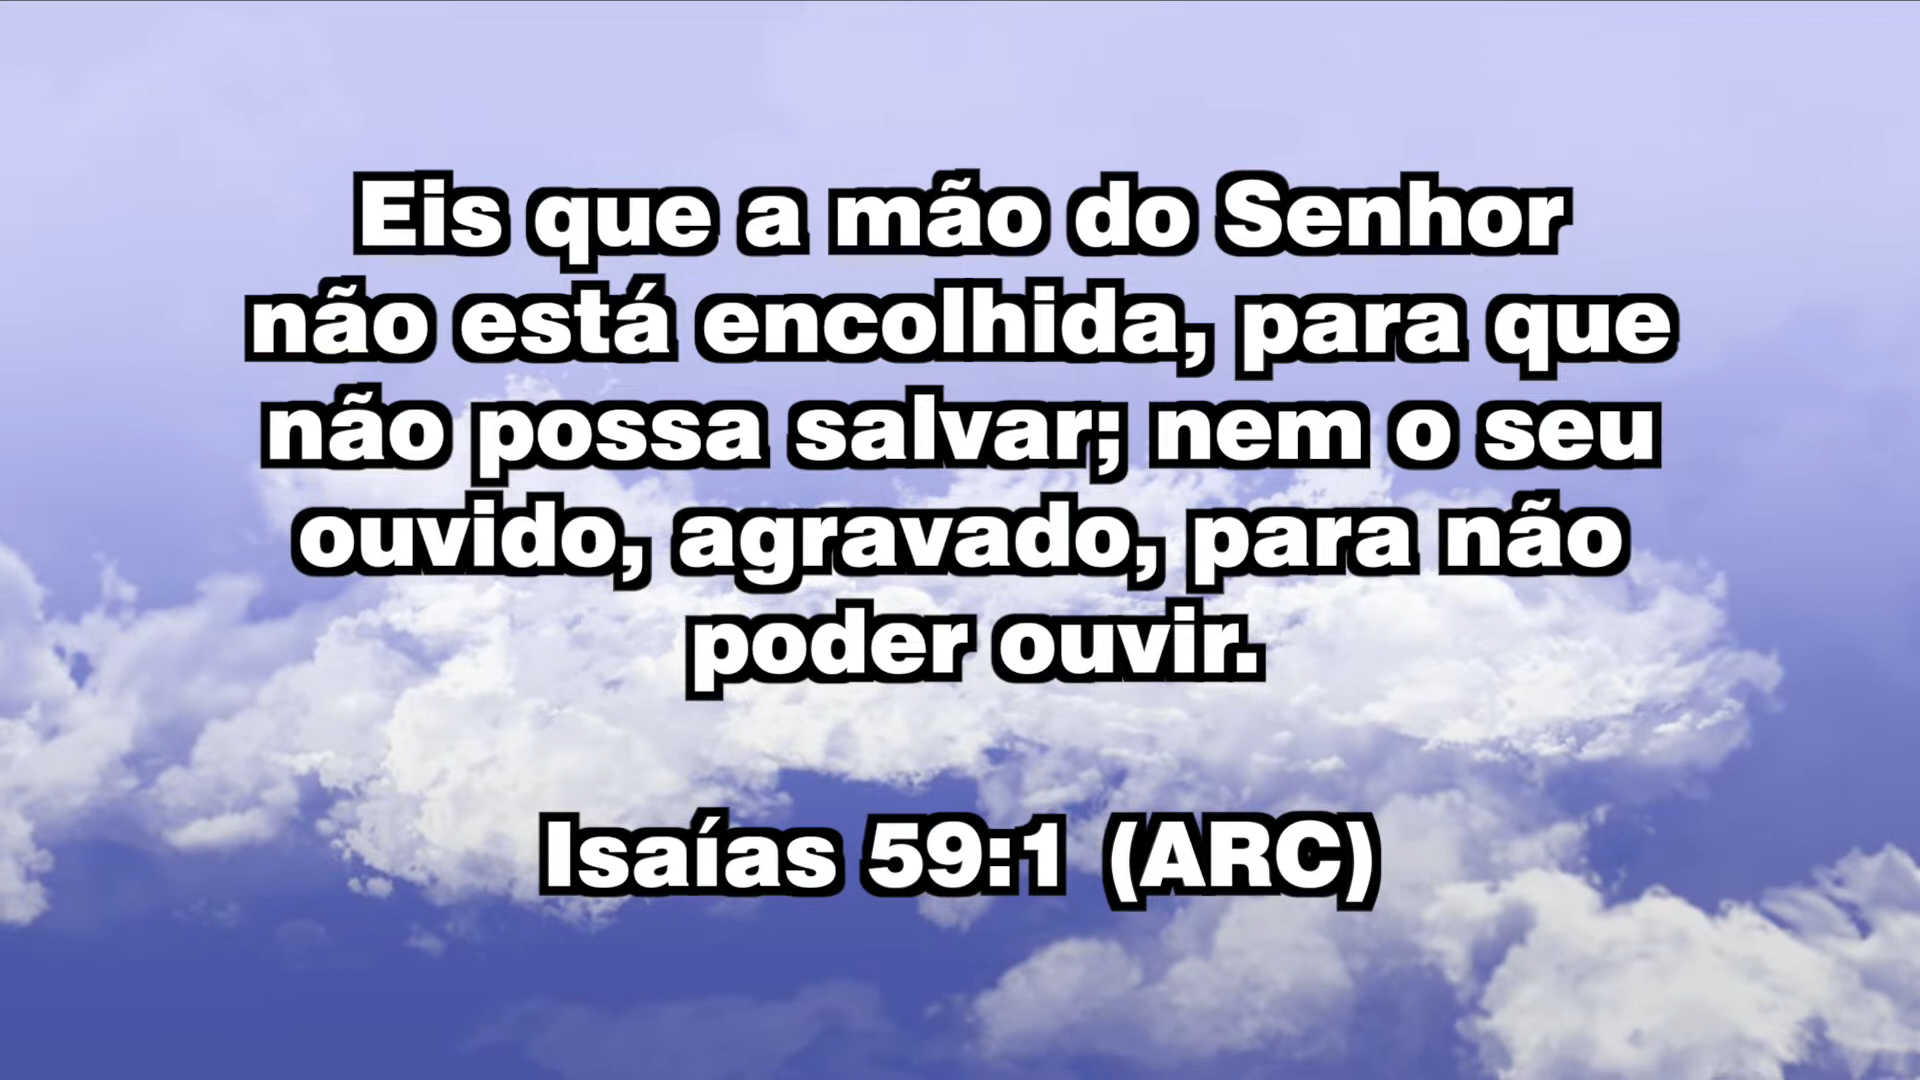 Eis que a mão do Senhor
não está encolhida, para que
não possa salvar; nem o seu
ouvido, agravado, para não
poder ouvir.
Isaías 59:1 (ARC)